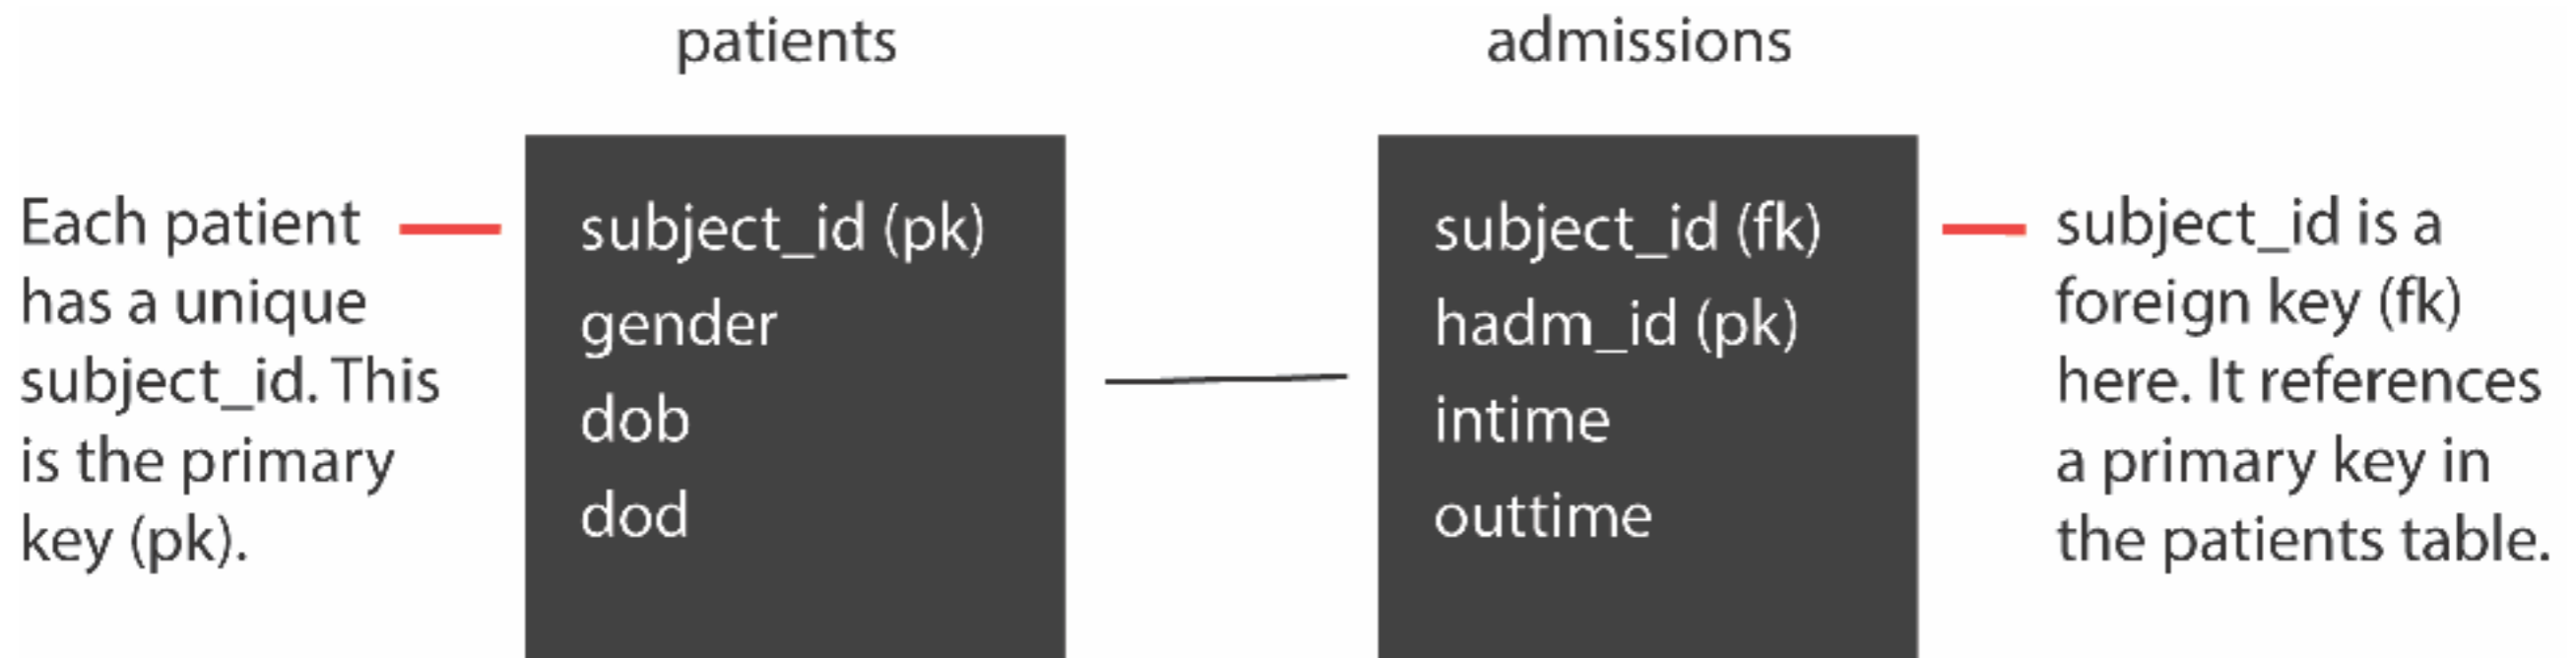 patients
admissions
Each patient
has a unique
subject_id. This
is the primary
key (pk).
subject_id (pk)
gender
dob
dod
subject_id (fk)
hadm_id (pk)
intime
outtime
subject_id is a
foreign key (fk)
here. It references
a primary key in
the patients table.